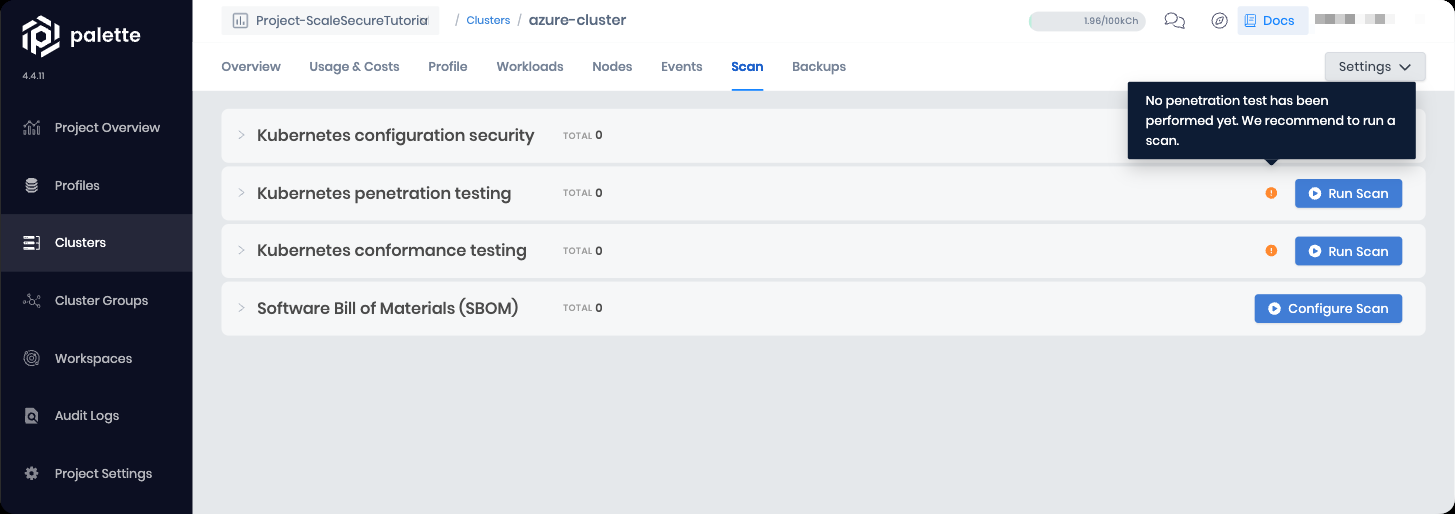 palette
4.4.11
Project Overview
Profiles
Clusters
Cluster Groups
Workspaces
Audit Logs
Project Settings
Project-ScaleSecureTutorial / Clusters / azure-cluster
1.96/100kCh
Docs
Overview Usage & Costs Profile Workloads Nodes Events Scan Backups
Settings
No penetration test has been
performed yet. We recommend to run a
scan.
Kubernetes configuration security TOTAL 0
Kubernetes penetration testing TOTAL 0 Run Scan
Kubernetes conformance testing TOTAL 0 Run Scan
Software Bill of Materials (SBOM) TOTAL 0 Configure Scan